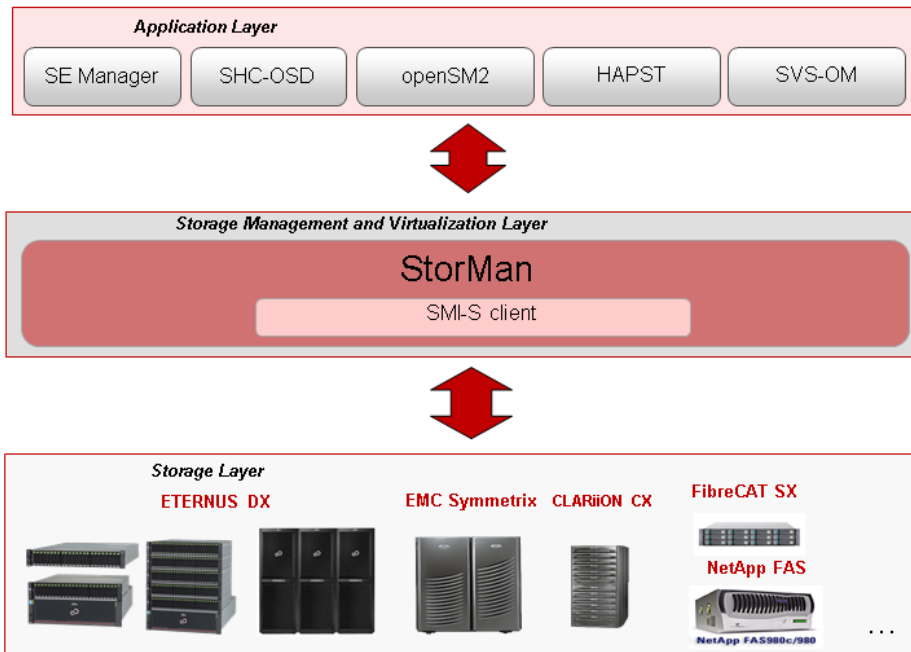 Application Layer
SE Manager
SHC-OSD
openSM2
HAPST
SVS-OM
Storage Management and Virtualization Layer
StorMan
SMI-S client
Storage Layer
ETERNUS DX
EMC Symmetrix
CLARiiON CX
FibreCAT SX
NetApp FAS
NetApp FAS980c/980
...